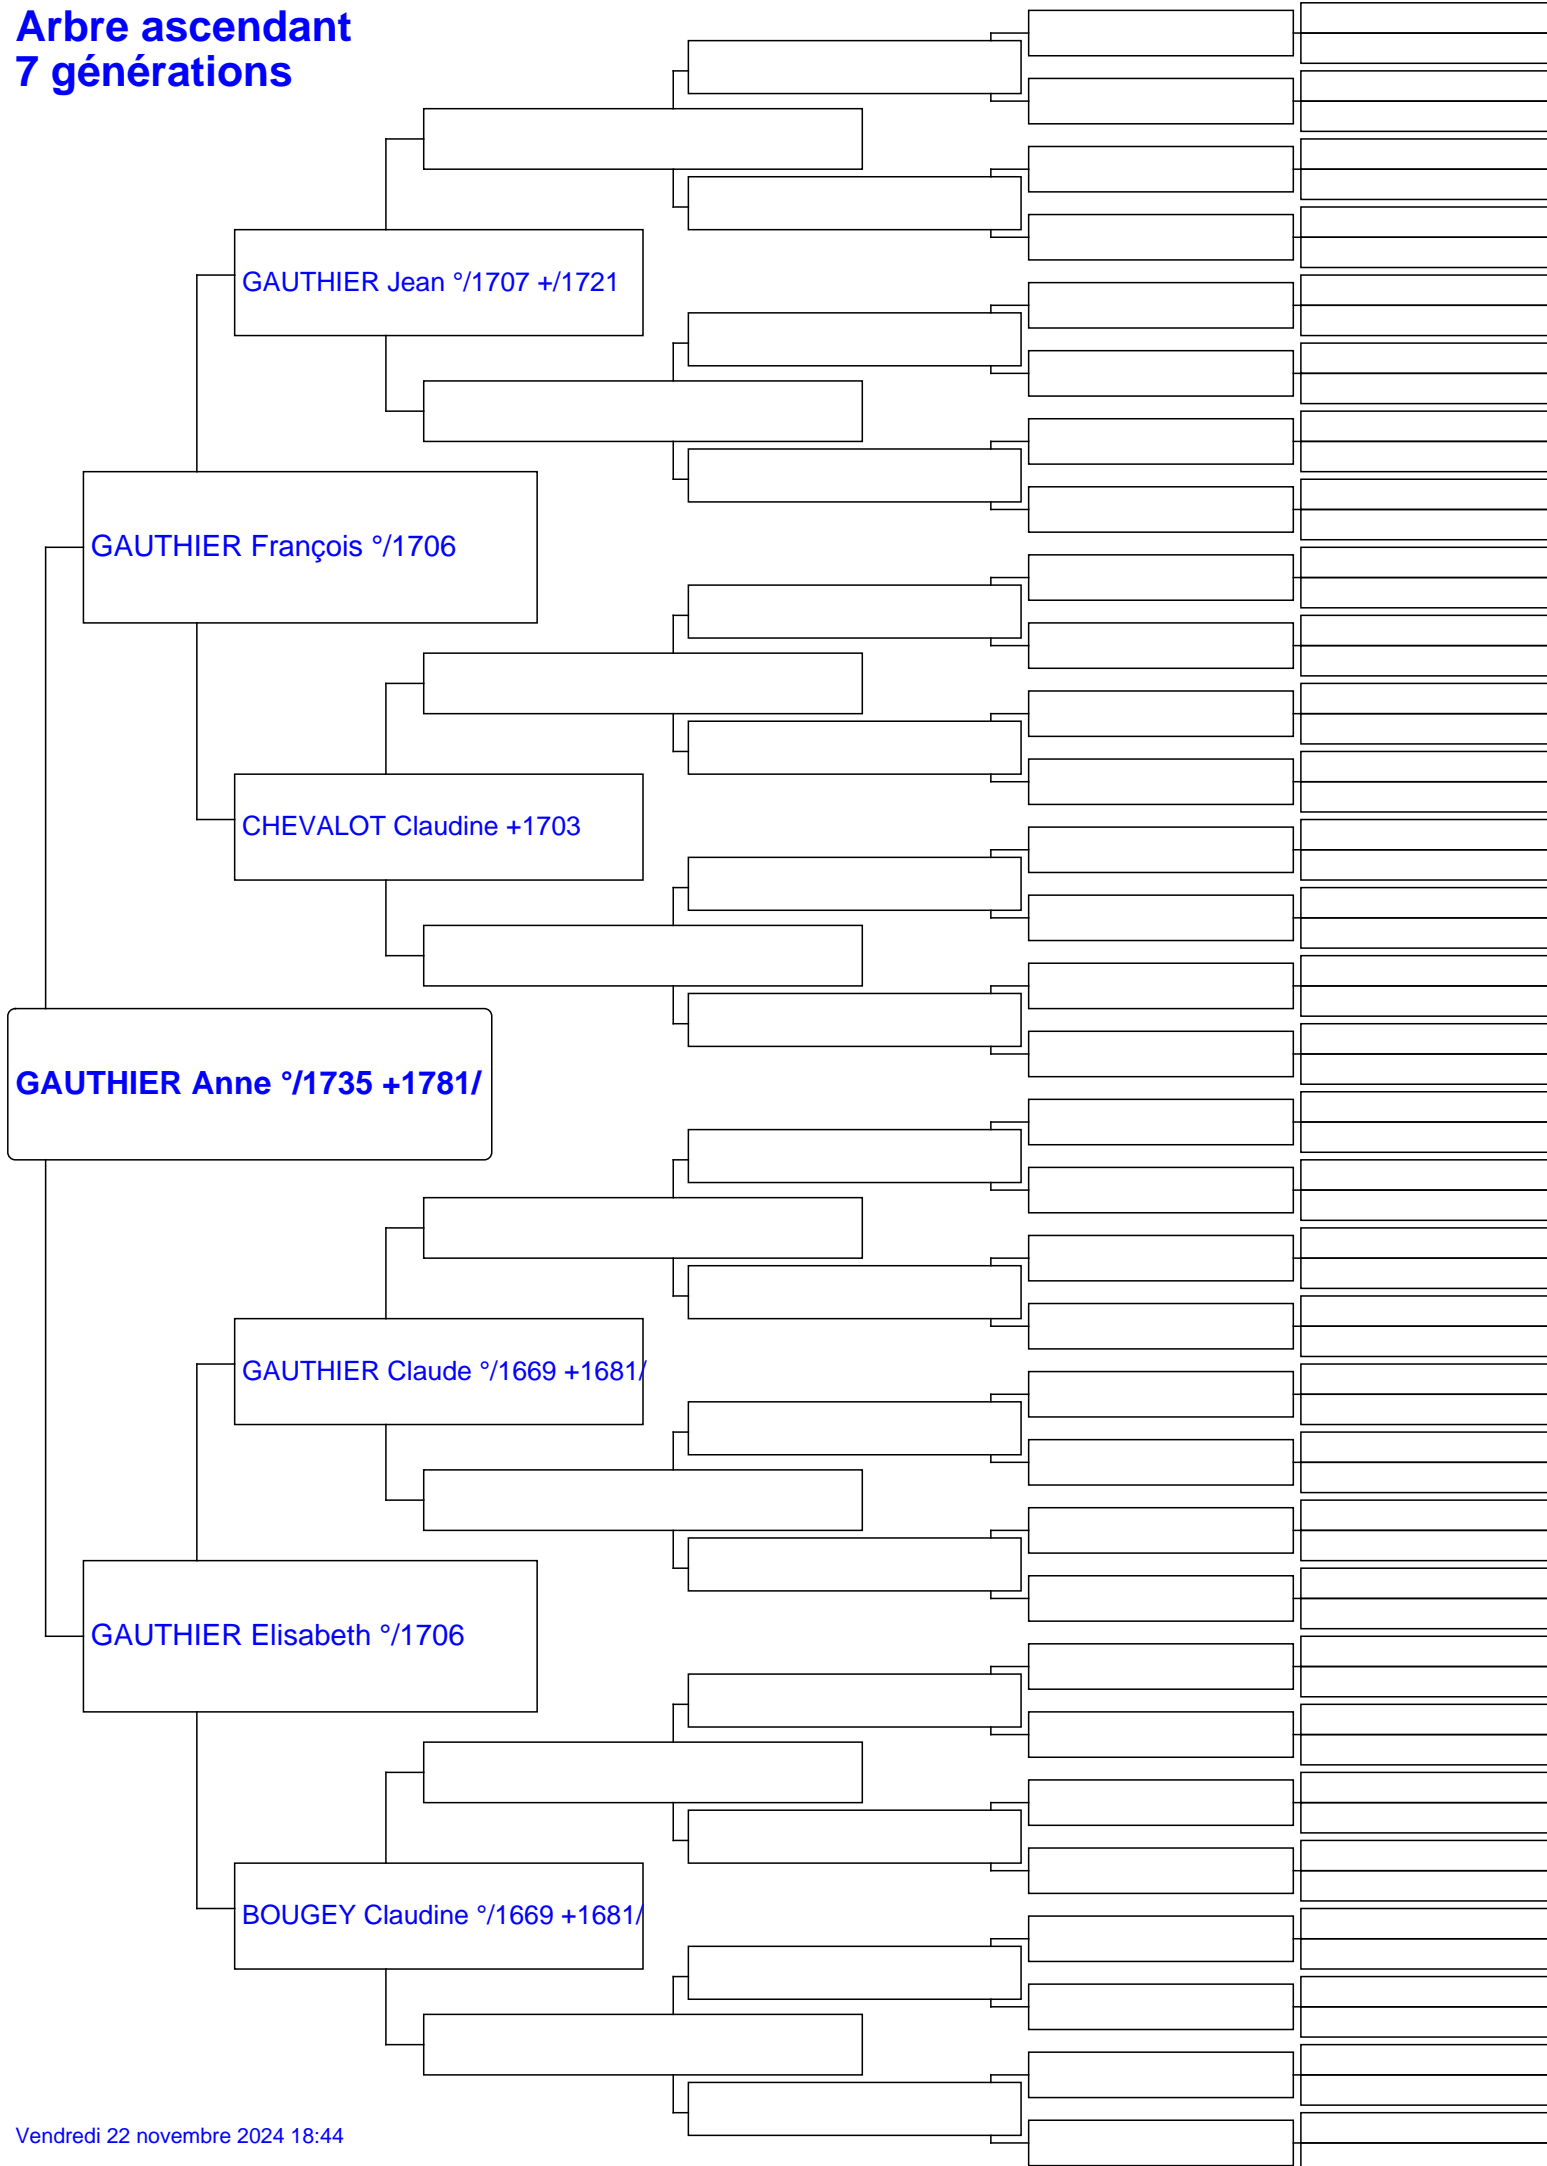 Arbre ascendant
7 générations
GAUTHIER Jean °/1707 +/1721
GAUTHIER François °/1706
CHEVALOT Claudine +1703
GAUTHIER Anne °/1735 +1781/
GAUTHIER Claude °/1669 +1681/
GAUTHIER Elisabeth °/1706
BOUGEY Claudine °/1669 +1681/
Vendredi 22 novembre 2024 18:44